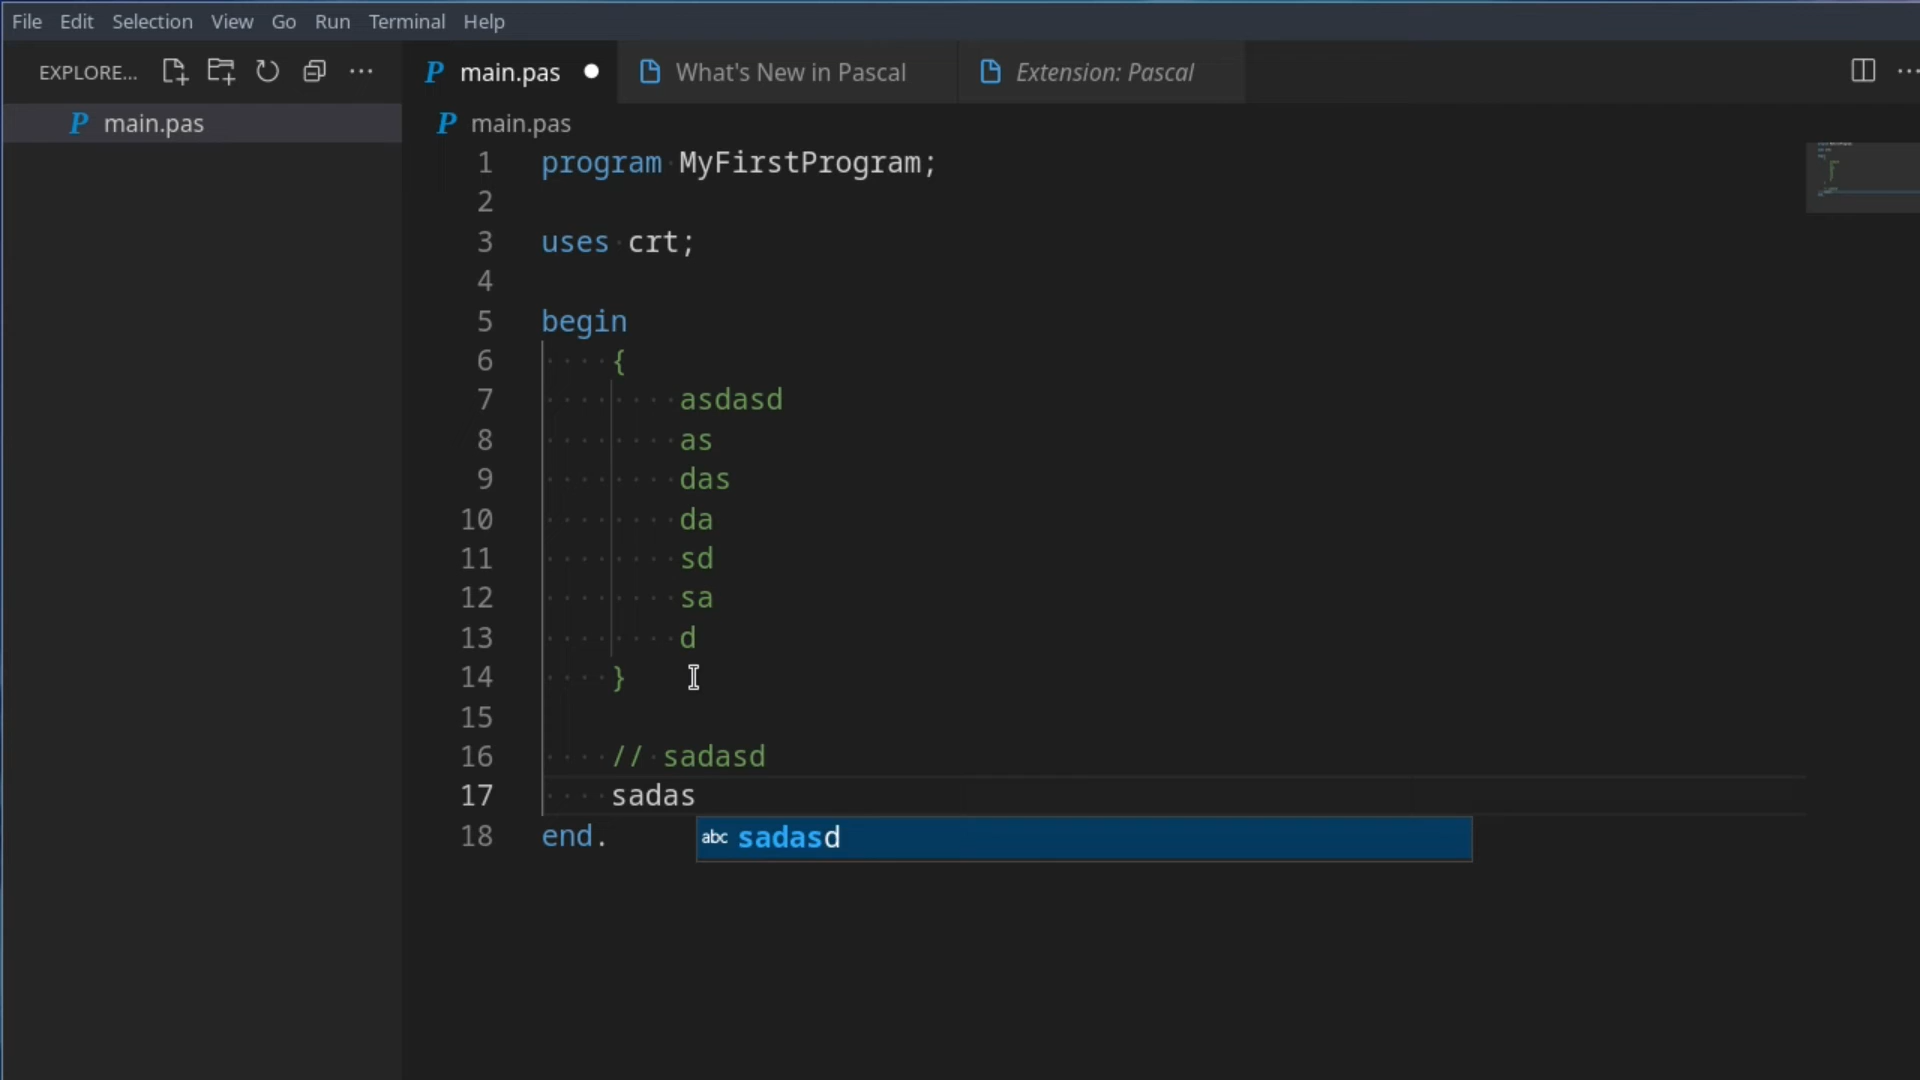 File Edit Selection View Go Run Terminal Help
EXPLORE... main.pas What's New in Pascal Extension: Pascal
main.pas
main.pas
1 program MyFirstProgram;
2
3 uses crt;
4
5 begin
6 {
7 asdasd
8 as
9 das
10 da
11 sd
12 sa
13 d
14 }
15
16 // sadasd
17 sadas
18 end.
abc sadasd